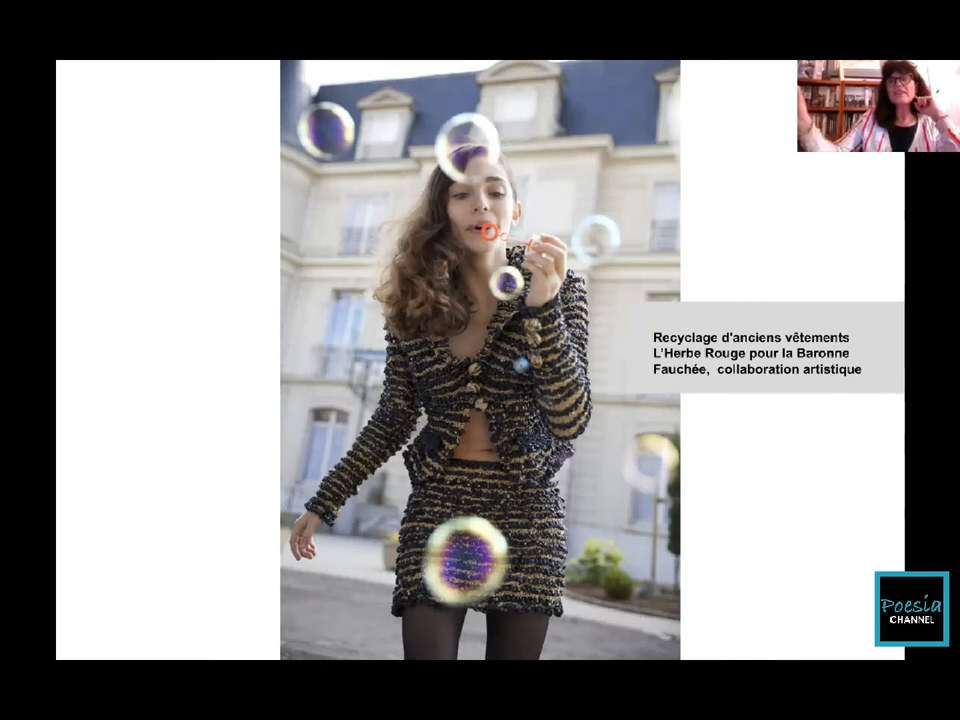 Recyclage d'anciens vêtements
L'Herbe Rouge pour la Baronne
Fauchée, collaboration artistique
Poesia
CHANNEL